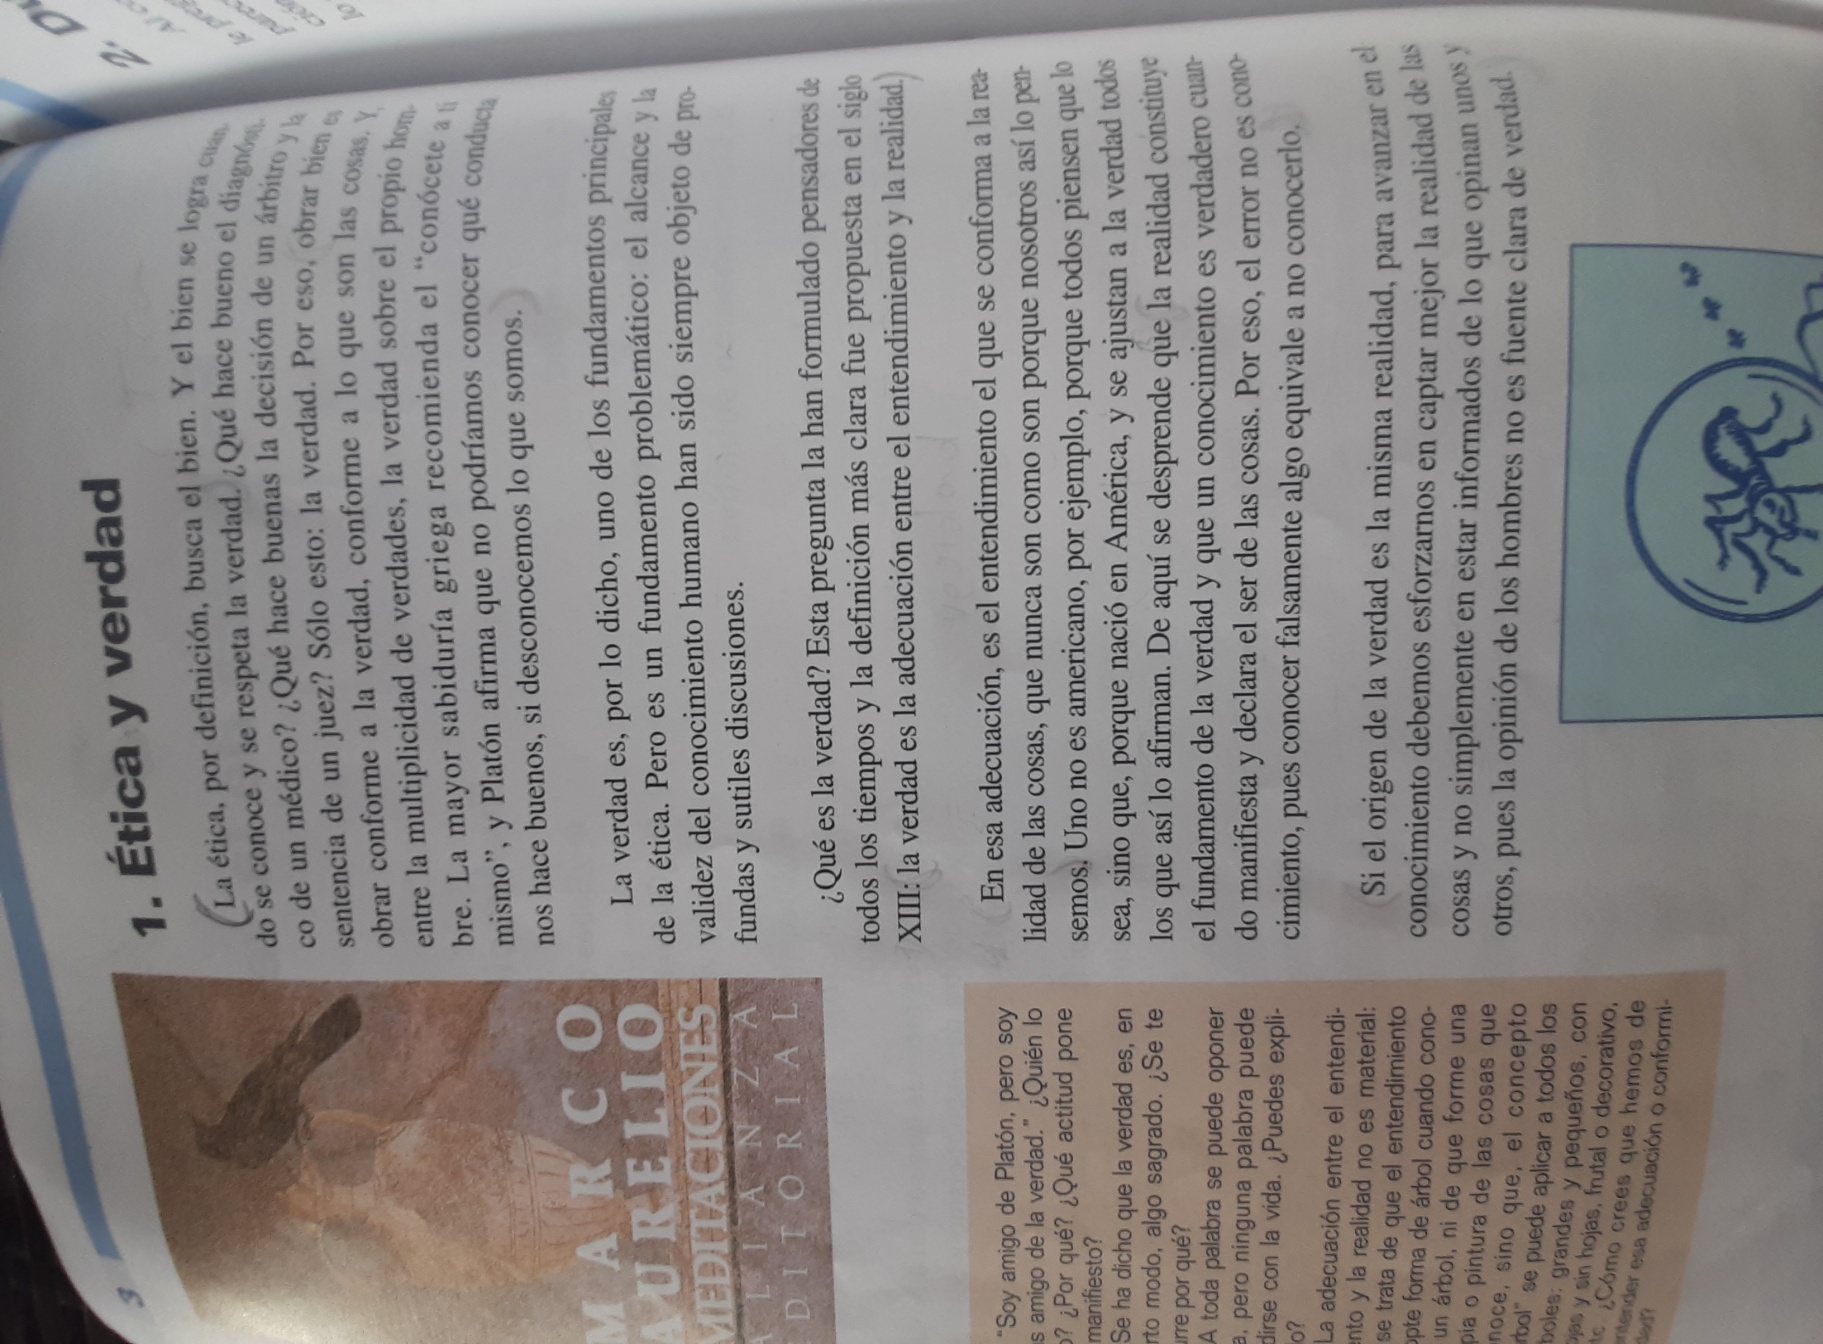 3
1. Ética y verdad
La ética, por definición, busca el bien. Y el bien se logra cuan-
do se conoce y se respeta la verdad. ¿Qué hace bueno el diagnósti-
co de un médico? ¿Qué hace buenas la decisión de un árbitro y la
sentencia de un juez? Sólo esto: la verdad. Por eso, obrar bien es
obrar conforme a la verdad, conforme a lo que son las cosas. Y,
entre la multiplicidad de verdades, la verdad sobre el propio hom-
bre. La mayor sabiduría griega recomienda el "conócete a tí
mismo", y Platón afirma que no podríamos conocer qué conducta
nos hace buenos, si desconocemos lo que somos.
La verdad es, por lo dicho, uno de los fundamentos principales
de la ética. Pero es un fundamento problemático: el alcance y la
validez del conocimiento humano han sido siempre objeto de pro-
fundas y sutiles discusiones.
¿Qué es la verdad? Esta pregunta la han formulado pensadores de
todos los tiempos y la definición más clara fue propuesta en el siglo
XIII: la verdad es la adecuación entre el entendimiento y la realidad.
En esa adecuación, es el entendimiento el que se conforma a la rea-
lidad de las cosas, que nunca son como son porque nosotros así lo pen-
semos. Uno no es americano, por ejemplo, porque todos piensen que lo
sea, sino que, porque nació en América, y se ajustan a la verdad todos
los que así lo afirman. De aquí se desprende que la realidad constituye
el fundamento de la verdad y que un conocimiento es verdadero cuan-
do manifiesta y declara el ser de las cosas. Por eso, el error no es cono-
cimiento, pues conocer falsamente algo equivale a no conocerlo.
Si el origen de la verdad es la misma realidad, para avanzar en el
conocimiento debemos esforzarnos en captar mejor la realidad de las
cosas y no simplemente en estar informados de lo que opinan unos y
otros, pues la opinión de los hombres no es fuente clara de verdad.
MARCO
AURELIO
MEDITACIONES
ALIANZA
EDITORIAL
"Soy amigo de Platón, pero soy
amigo de la verdad." ¿Quién lo
¿Por qué? ¿Qué actitud pone
manifiesto?
Se ha dicho que la verdad es, en
modo, algo sagrado. ¿Se te
por qué?
A toda palabra se puede oponer
pero ninguna palabra puede
con la vida. ¿Puedes expli-
La adecuación entre el entendi-
y la realidad no es material:
se trata de que el entendimiento
forma de árbol cuando cono-
un árbol, ni de que forme una
o pintura de las cosas que
sino que, el concepto
se puede aplicar a todos los
grandes y pequeños, con
y sin hojas, frutal o decorativo,
¿Cómo crees que hemos de
esa adecuación o conformi-
2.